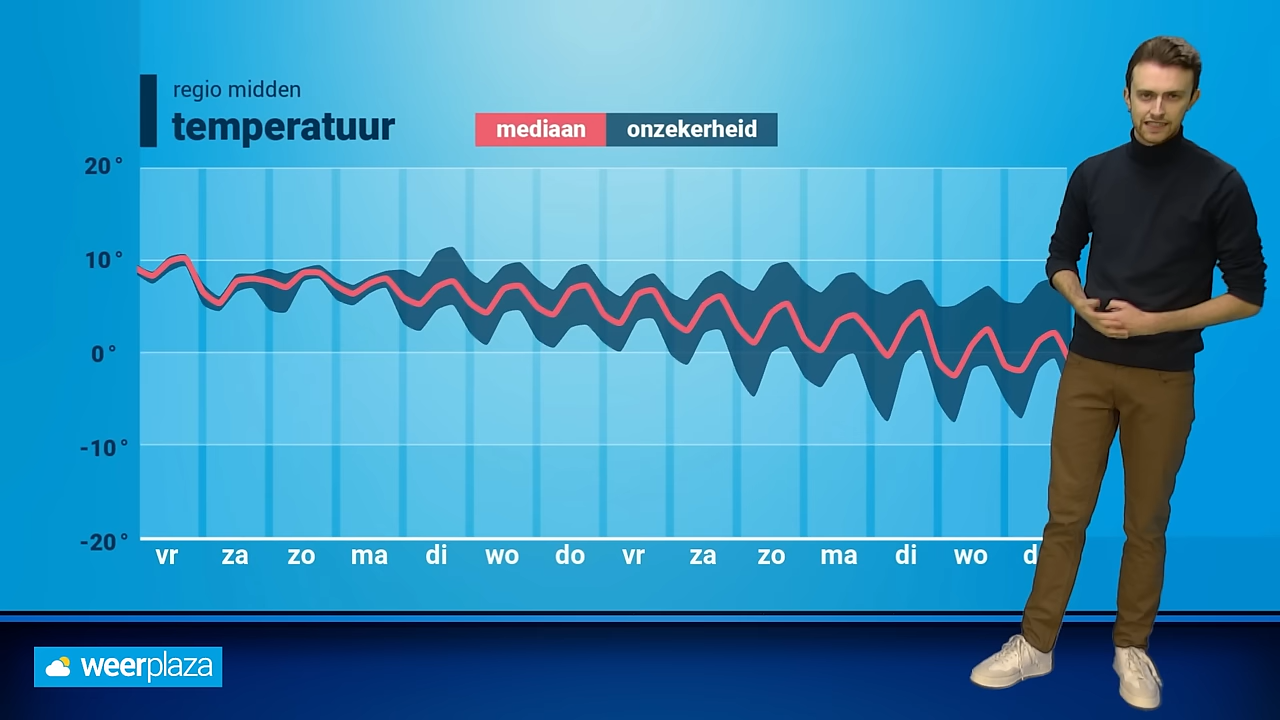 regio midden
temperatuur
mediaan onzekerheid
20°
10°
0°
-10°
-20°
vr za zo ma di wo do vr za zo ma di wo d
weerplaza